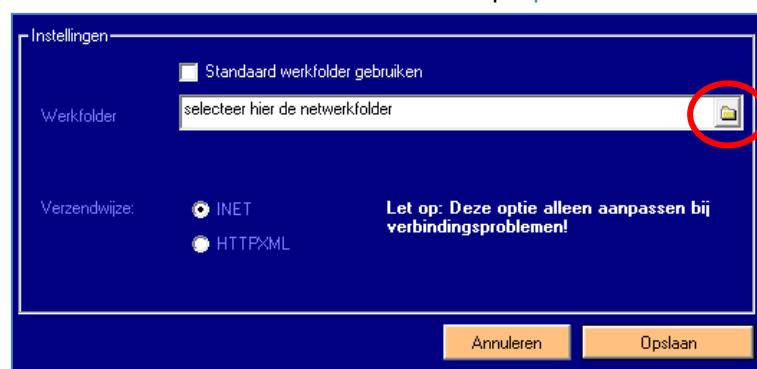 Instellingen
Standaard werkfolder gebruiken
Werkfolder
selecteer hier de netwerkfolder
Verzendwijze:
INET
Let op: Deze optie alleen aanpassen bij
verbindingsproblemen!
HTTPXML
Annuleren
Opslaan